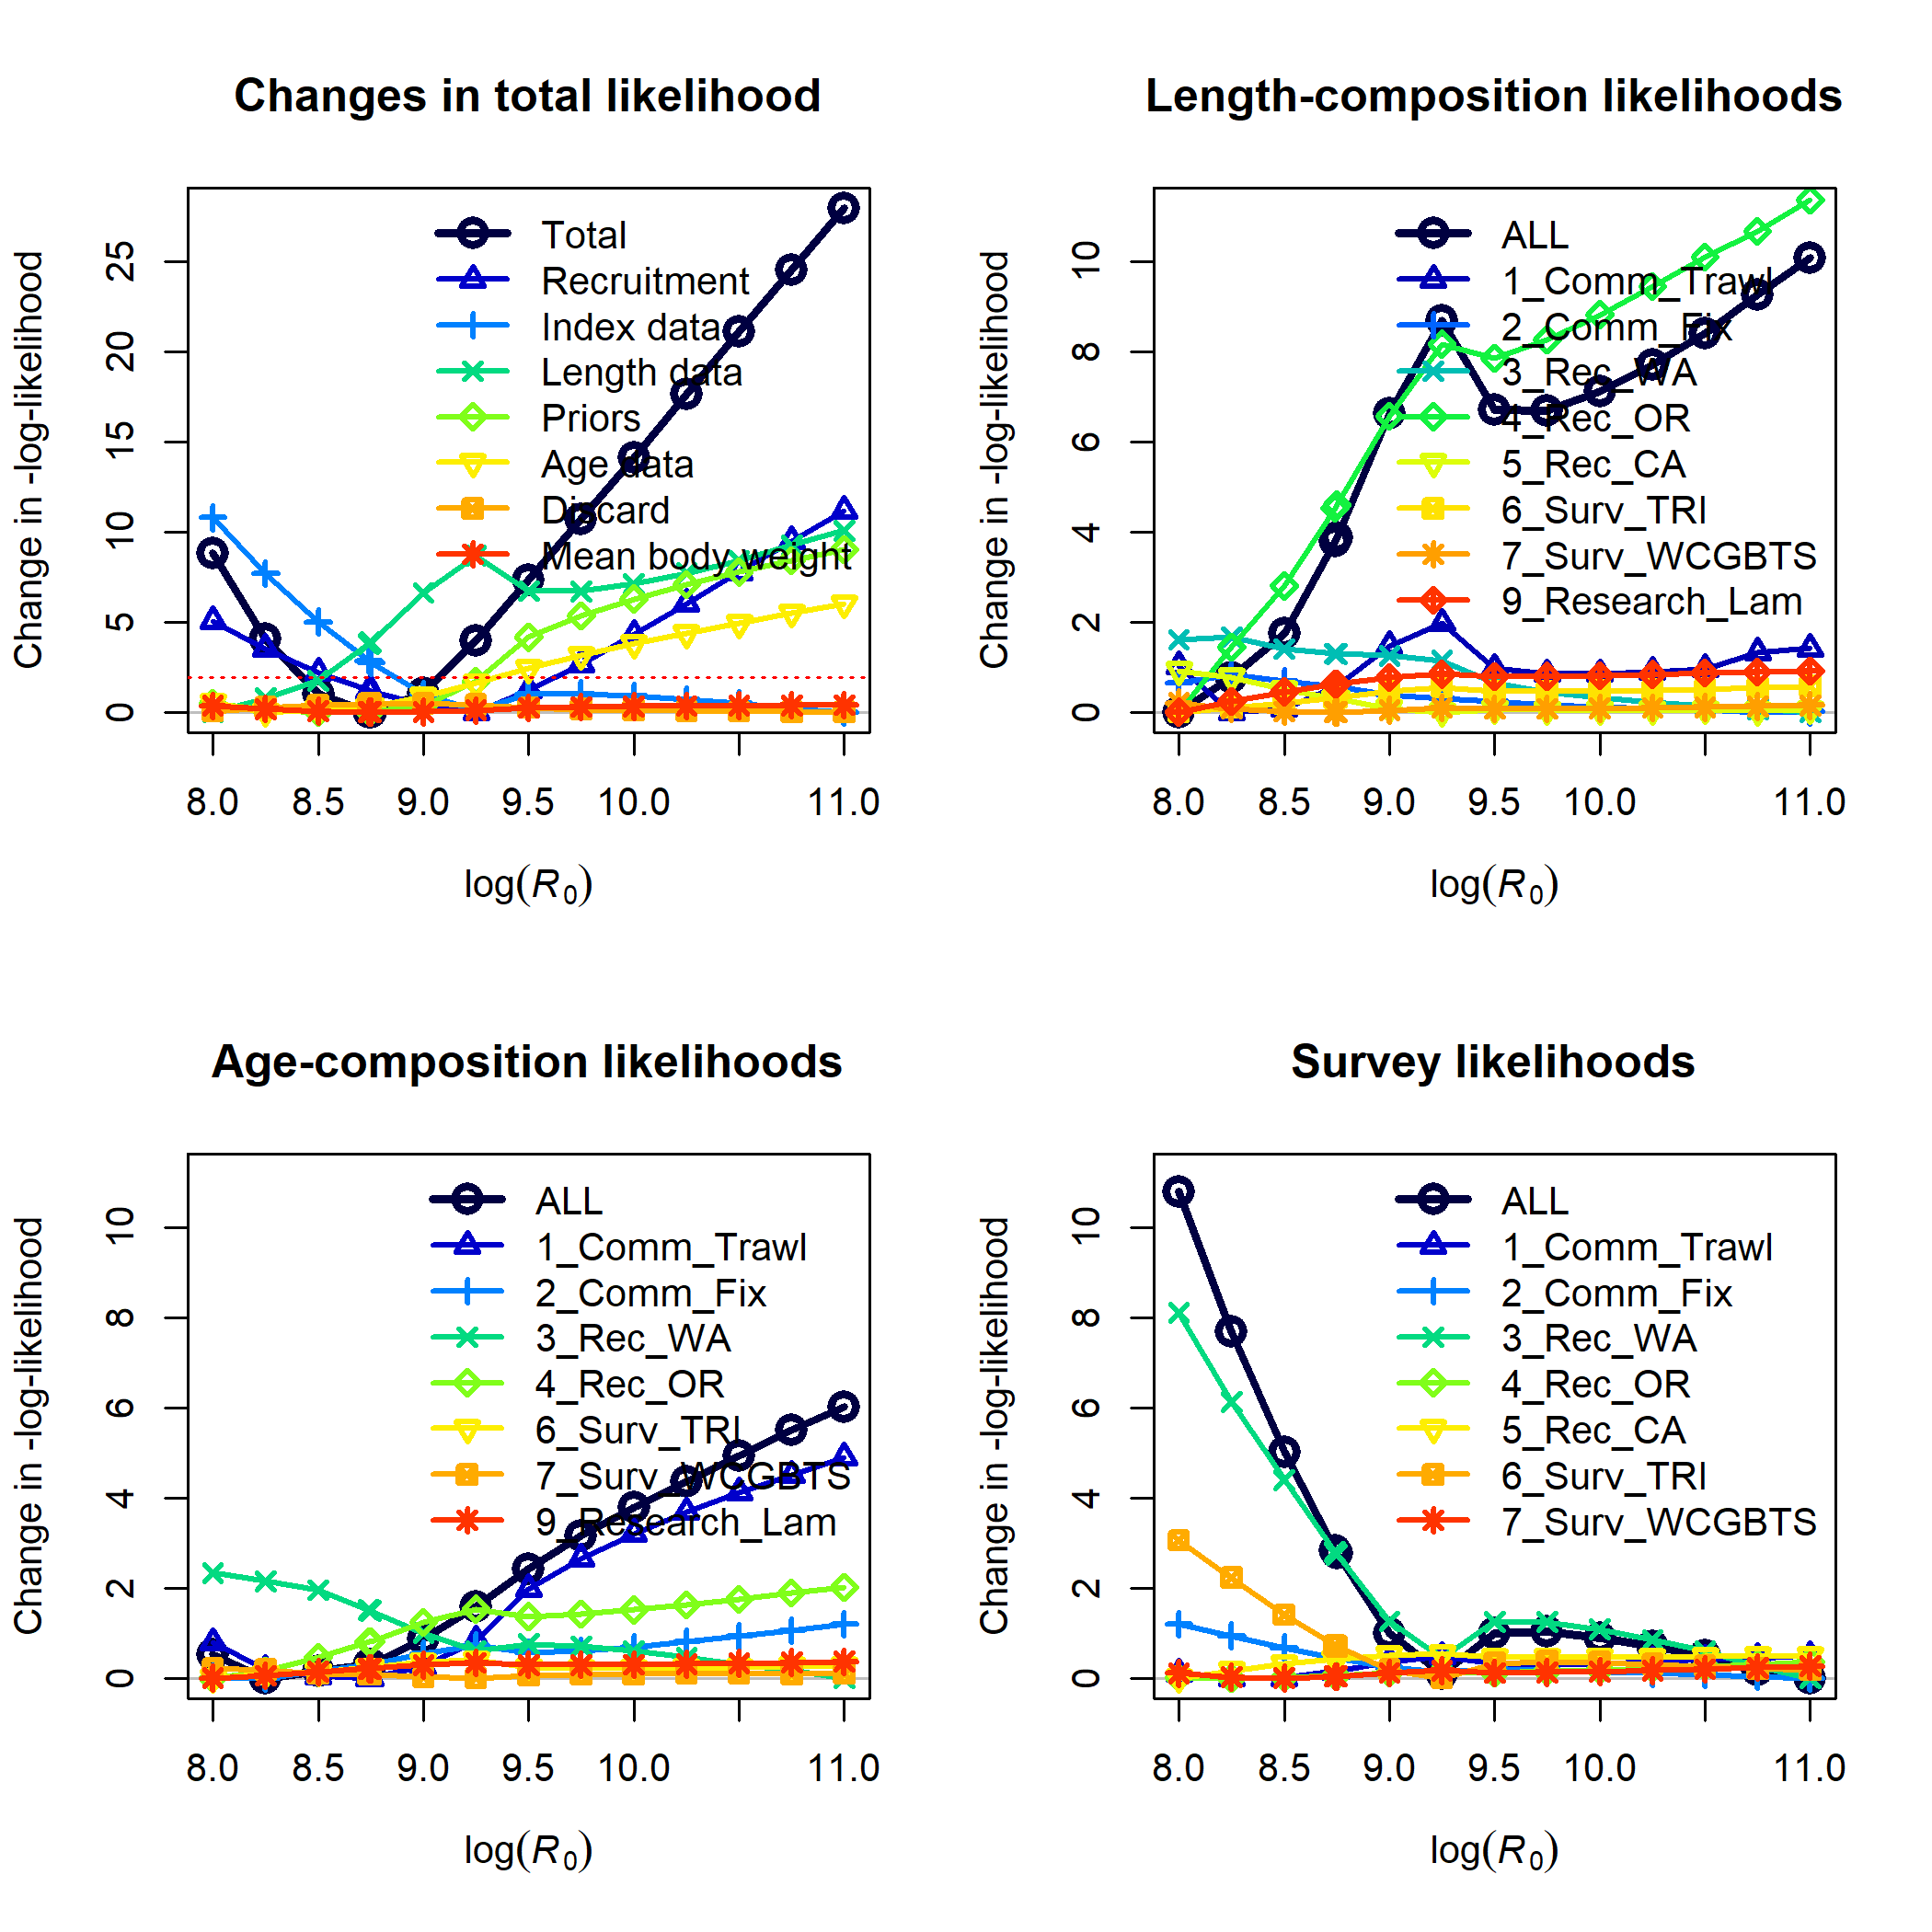 Changes in total likelihood
Change in -log-likelihood
25
20
15
10
5
0
Total
Recruitment
Index data
Length data
Priors
Age data
Discard
Mean body weight
8.0 8.5 9.0 9.5 10.0 11.0
log(R0)
Length-composition likelihoods
Change in -log-likelihood
10
8
6
4
2
0
ALL
1_Comm_Trawl
2_Comm_Fix
3_Rec_WA
4_Rec_OR
5_Rec_CA
6_Surv_TRI
7_Surv_WCGBTS
9_Research_Lam
8.0 8.5 9.0 9.5 10.0 11.0
log(R0)
Age-composition likelihoods
Change in -log-likelihood
10
8
6
4
2
0
ALL
1_Comm_Trawl
2_Comm_Fix
3_Rec_WA
4_Rec_OR
6_Surv_TRI
7_Surv_WCGBTS
9_Research_Lam
8.0 8.5 9.0 9.5 10.0 11.0
log(R0)
Survey likelihoods
Change in -log-likelihood
10
8
6
4
2
0
ALL
1_Comm_Trawl
2_Comm_Fix
3_Rec_WA
4_Rec_OR
5_Rec_CA
6_Surv_TRI
7_Surv_WCGBTS
8.0 8.5 9.0 9.5 10.0 11.0
log(R0)